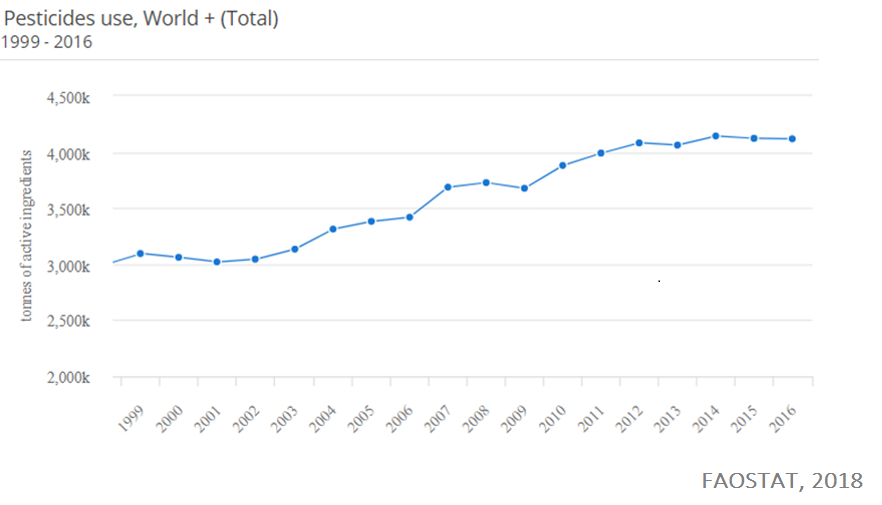 Pesticides use, World + (Total)
1999 - 2016
4,500k
4,000k
3,500k
3,000k
2,500k
2,000k
tonnes of active ingredients
1999
2000
2001
2002
2003
2004
2005
2006
2007
2008
2009
2010
2011
2012
2013
2014
2015
2016
FAOSTAT, 2018